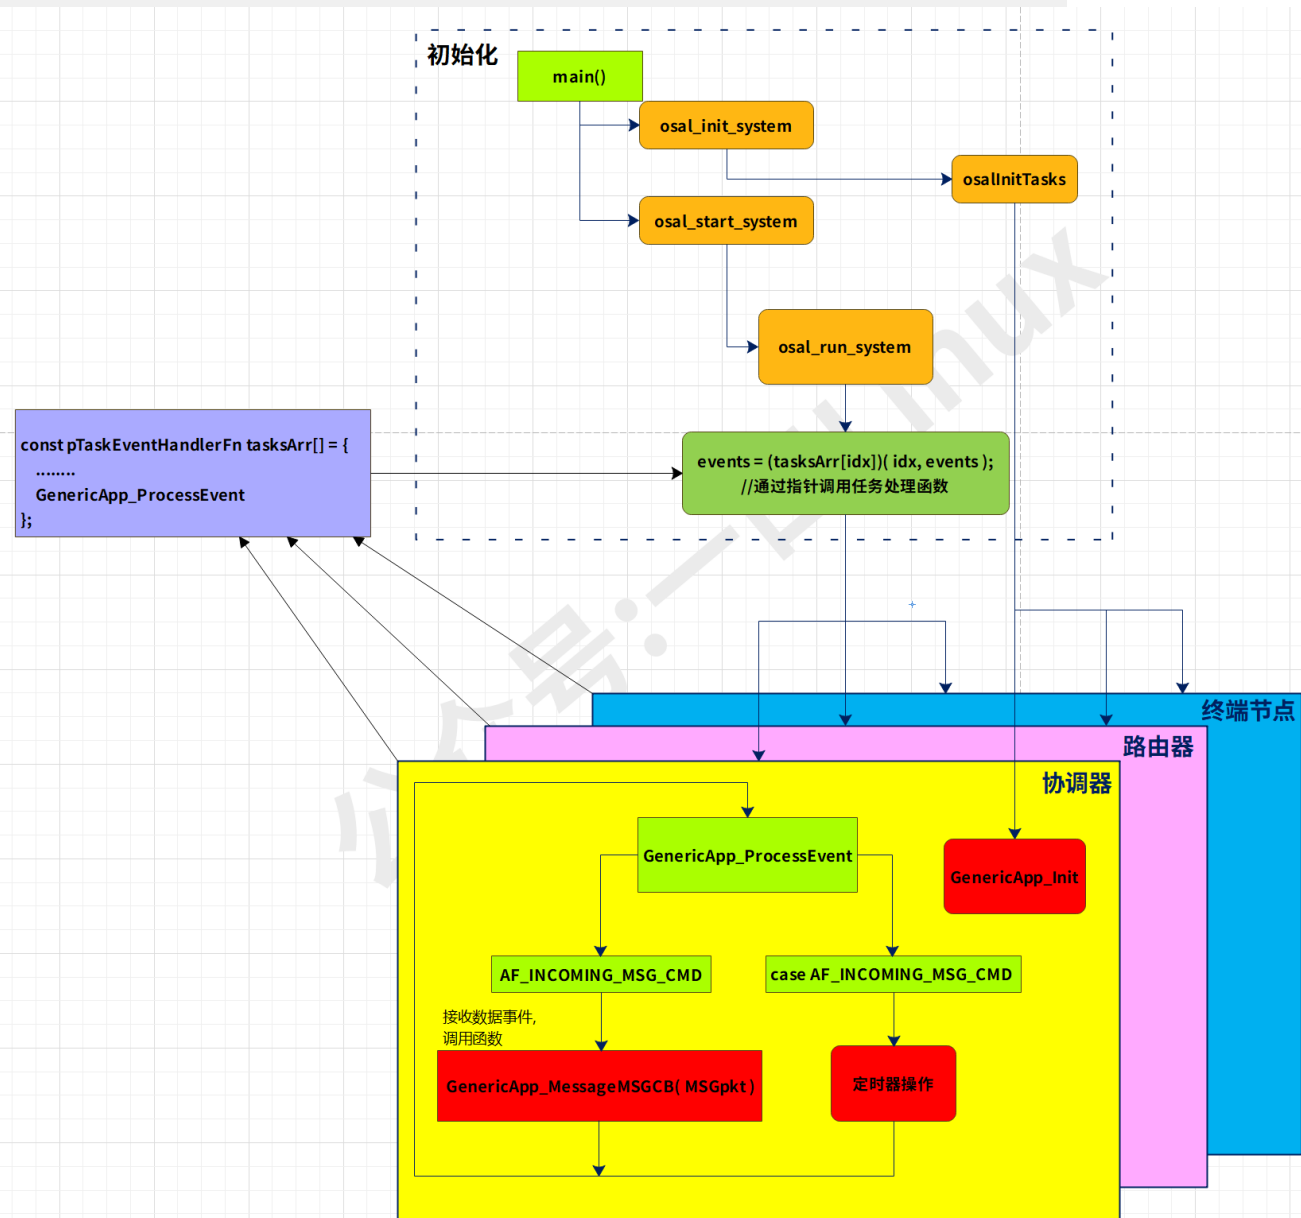 初始化
main()
osal_init_system
osalInitTasks
osal_start_system
osal_run_system
const pTaskEventHandlerFn tasksArr[] = {
........
GenericApp_ProcessEvent
};
events = (tasksArr[idx])( idx, events );
//通过指针调用任务处理函数
终端节点
路由器
协调器
GenericApp_ProcessEvent
GenericApp_Init
AF_INCOMING_MSG_CMD
case AF_INCOMING_MSG_CMD
接收数据事件,
调用函数
GenericApp_MessageMSGCB( MSGpkt )
定时器操作